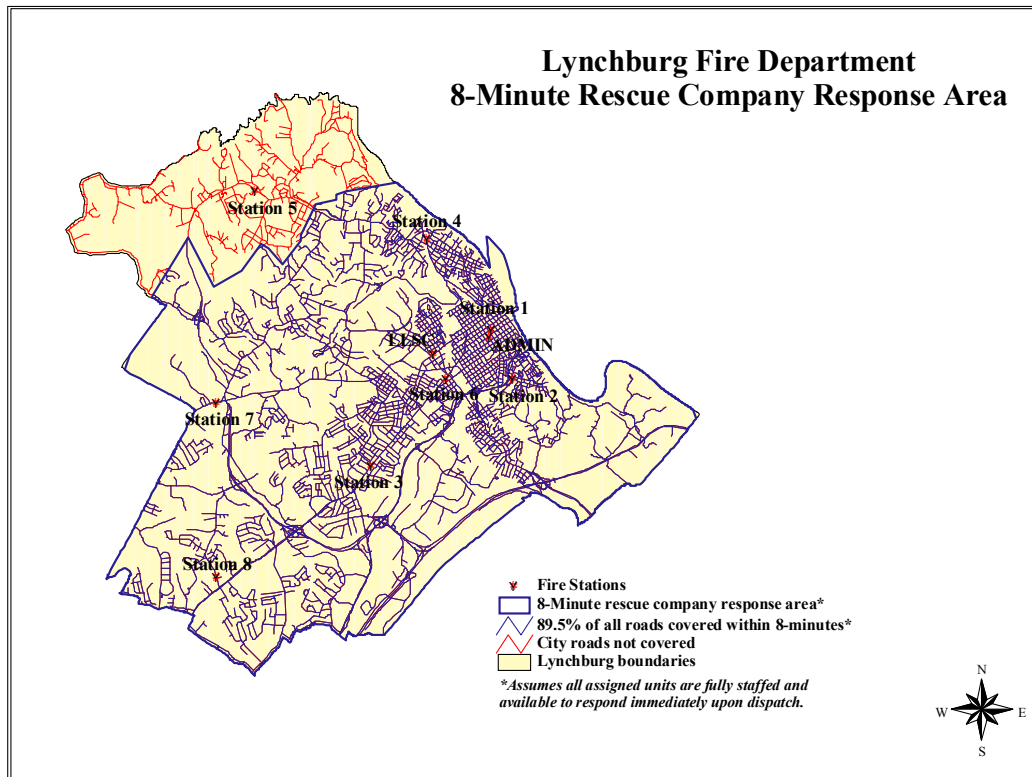 Lynchburg Fire Department
8-Minute Rescue Company Response Area
Station 5
Station 4
Station 1
ADMIN
Station 6
Station 2
Station 7
Station 3
Station 8
Fire Stations
8-Minute rescue company response area*
89.5% of all roads covered within 8-minutes*
City roads not covered
Lynchburg boundaries
*Assumes all assigned units are fully staffed and
available to respond immediately upon dispatch.
N
W
E
S